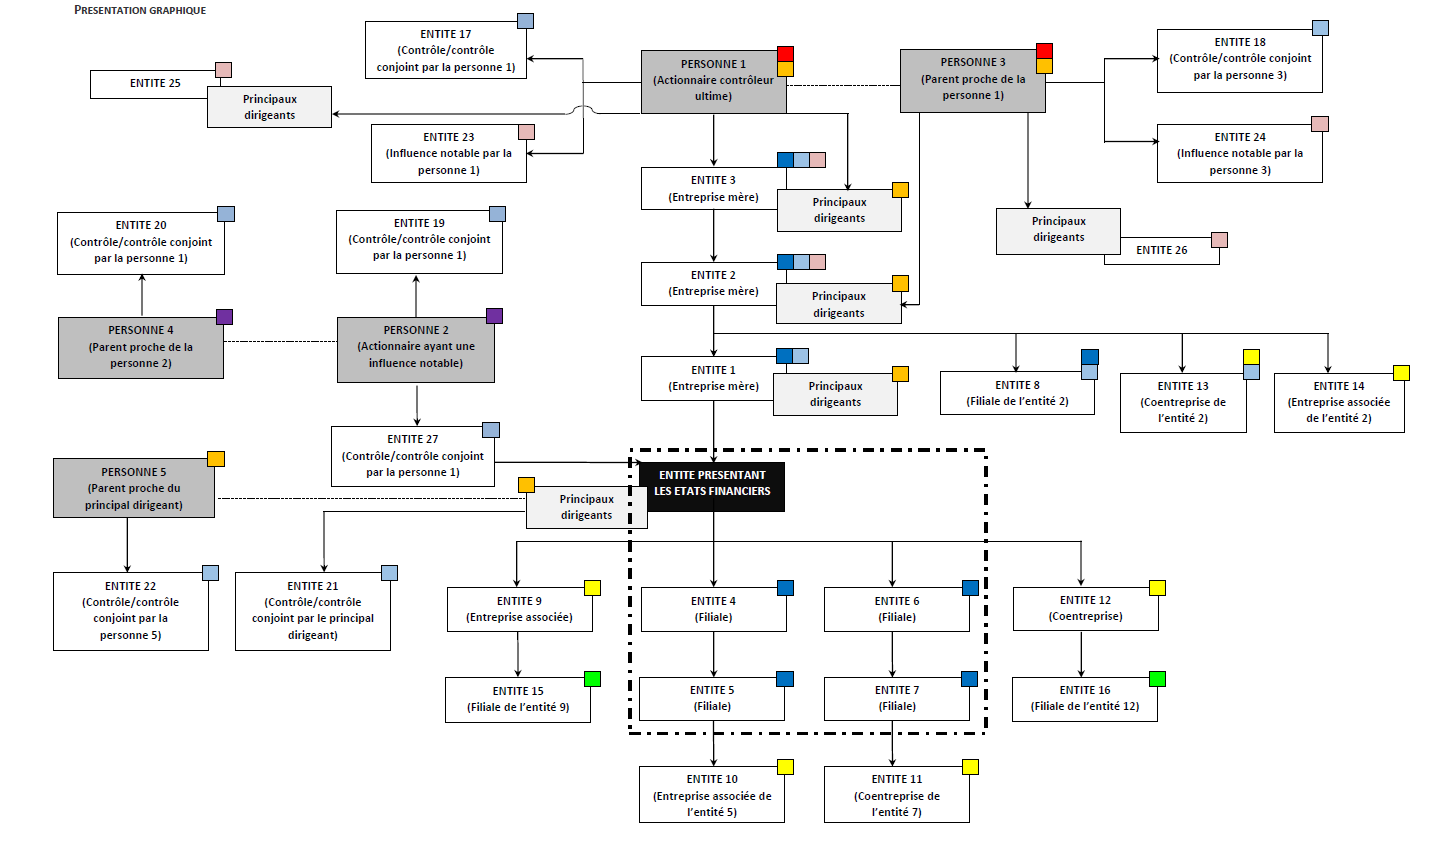 PRESENTATION GRAPHIQUE
ENTITE 17
(Contrôle/contrôle
conjoint par la personne 1)
PERSONNE 1
(Actionnaire contrôleur
ultime)
PERSONNE 3
(Parent proche de la
personne 1)
ENTITE 18
(Contrôle/contrôle conjoint
par la personne 3)
ENTITE 25
Principaux
dirigeants
ENTITE 23
(Influence notable par la
personne 1)
ENTITE 24
(Influence notable par la
personne 3)
ENTITE 3
(Entreprise mère)
Principaux
dirigeants
Principaux
dirigeants
ENTITE 26
ENTITE 20
(Contrôle/contrôle conjoint
par la personne 1)
ENTITE 19
(Contrôle/contrôle conjoint
par la personne 1)
ENTITE 2
(Entreprise mère)
Principaux
dirigeants
PERSONNE 4
(Parent proche de la
personne 2)
PERSONNE 2
(Actionnaire ayant une
influence notable)
ENTITE 1
(Entreprise mère)
Principaux
dirigeants
ENTITE 8
(Filiale de l’entité 2)
ENTITE 13
(Coentreprise de
l’entité 2)
ENTITE 14
(Entreprise associée
de l’entité 2)
ENTITE 27
(Contrôle/contrôle conjoint
par la personne 1)
PERSONNE 5
(Parent proche du
principal dirigeant)
ENTITE PRESENTANT
LES ETATS FINANCIERS
Principaux
dirigeants
ENTITE 22
(Contrôle/contrôle
conjoint par la
personne 5)
ENTITE 21
(Contrôle/contrôle
conjoint par le principal
dirigeant)
ENTITE 9
(Entreprise associée)
ENTITE 4
(Filiale)
ENTITE 6
(Filiale)
ENTITE 12
(Coentreprise)
ENTITE 15
(Filiale de l’entité 9)
ENTITE 5
(Filiale)
ENTITE 7
(Filiale)
ENTITE 16
(Filiale de l’entité 12)
ENTITE 10
(Entreprise associée de
l’entité 5)
ENTITE 11
(Coentreprise de
l’entité 7)